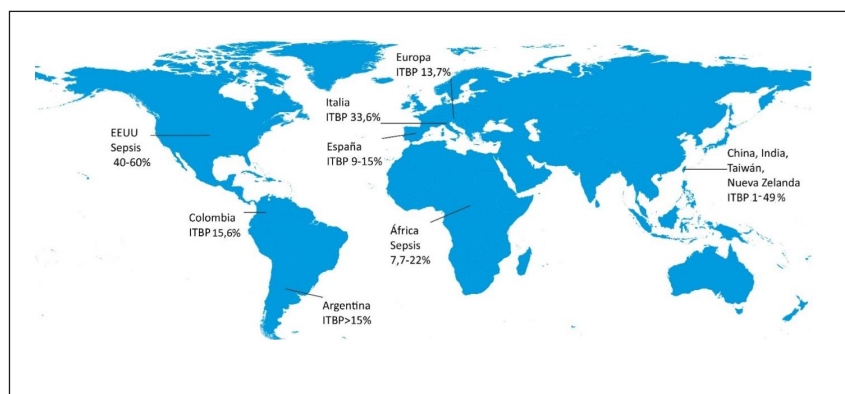 Europa
ITBP 13,7%
Italia
ITBP 33,6%
EEUU
Sepsis
40-60%
España
ITBP 9-15%
China, India,
Taiwán,
Nueva Zelanda
ITBP 1-49 %
Colombia
ITBP 15,6%
África
Sepsis
7,7-22%
Argentina
ITBP>15%